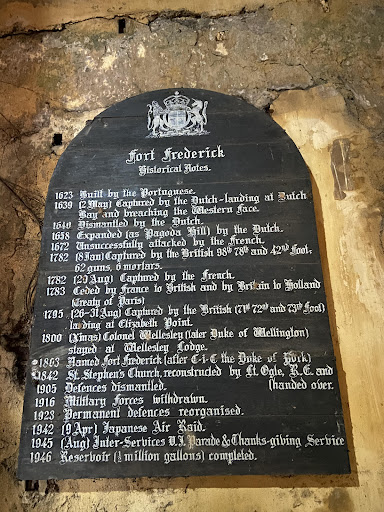 Fort Frederick
Historical Notes.
1623 Built by the Portuguese.
1639 (2 May) Captured by the Dutch-landing at Dutch
Bay and breaching the Western Face.
1640 Dismantled by the Dutch.
1658 Expanded (as Pagoda Hill) by the Dutch.
1672 Unsuccessfully attacked by the French.
1782 (8 Jan) Captured by the British 98th 78th and 42nd Foot-
62 guns, 6 mortars.
1782 (29 Aug) Captured by the French.
1783 Ceded by France to British and by Britain to Holland
(Treaty of Paris)
1795 (26-31 Aug) Captured by the British (71st 72nd and 73rd Foot)
landing at Elizabeth Point.
1800 (Xmas) Colonel Wellesley (later Duke of Wellington)
stayed at Wellesley Lodge.
1803 Named Fort Frederick (after C-i-C the Duke of York)
1842 St. Stephen's Church, reconstructed by Lt. Ogle, R.E. and
1905 Defences dismantled. (handed over.
1916 Military Forces withdrawn.
1923 Permanent defences reorganised.
1942 (9 Apr) Japanese Air Raid.
1945 (Aug) Inter-Services V.J. Parade & Thanks-giving Service
1946 Reservoir (½ million gallons) completed.